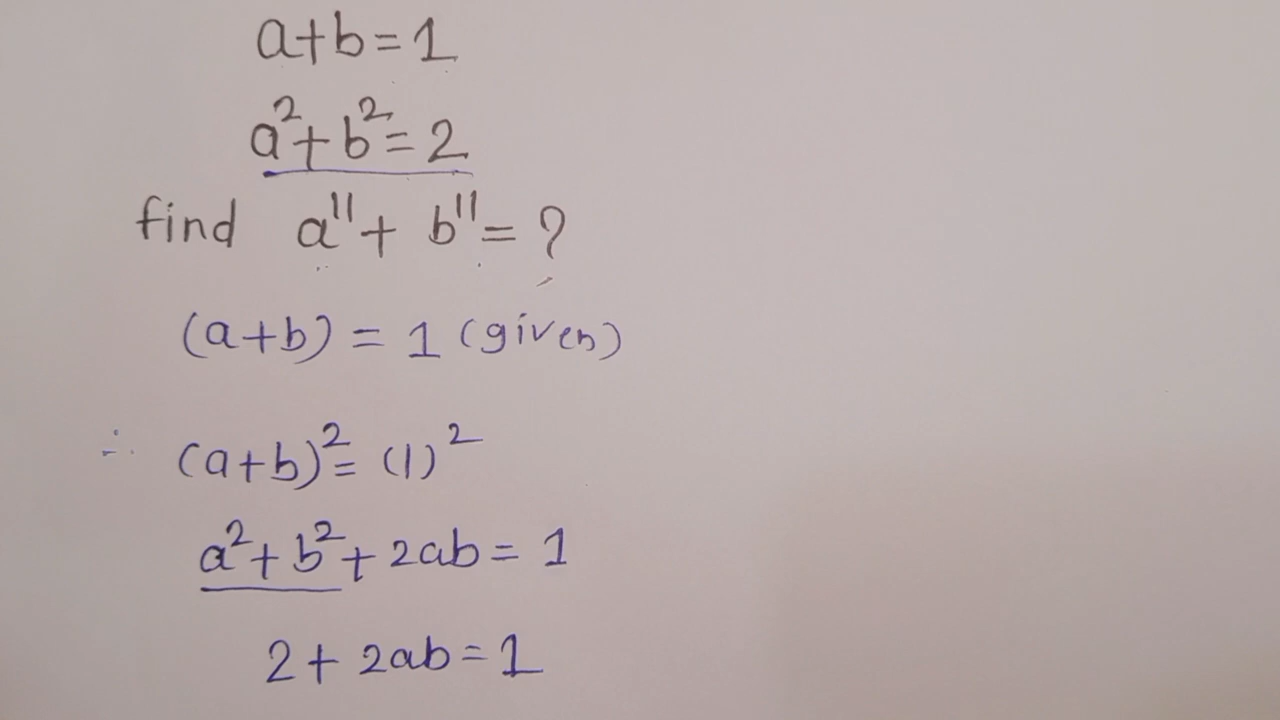 a+b=1
a²+b²=2
find a¹¹+ b¹¹=?
(a+b) = 1 (given)
∴ (a+b)²= (1)²
a²+b²+2ab= 1
2+ 2ab=1